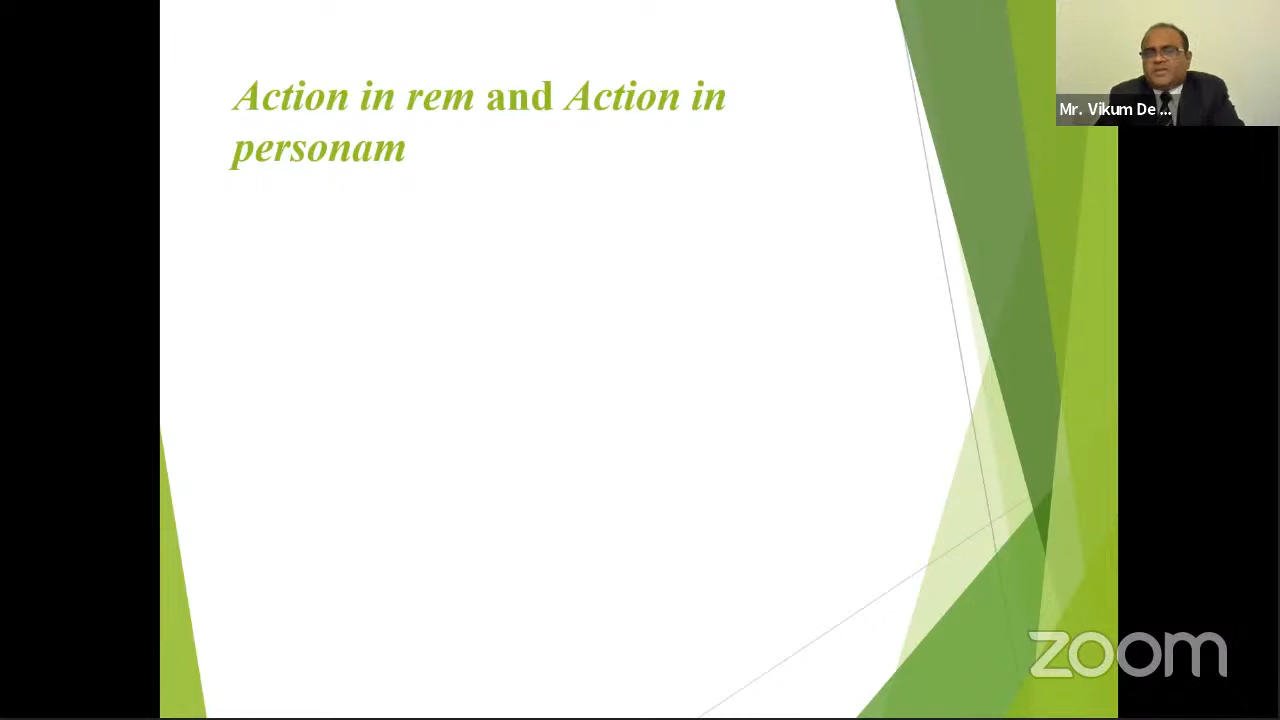 Action in rem and Action in
personam
Mr. Vikum De ...
zoom